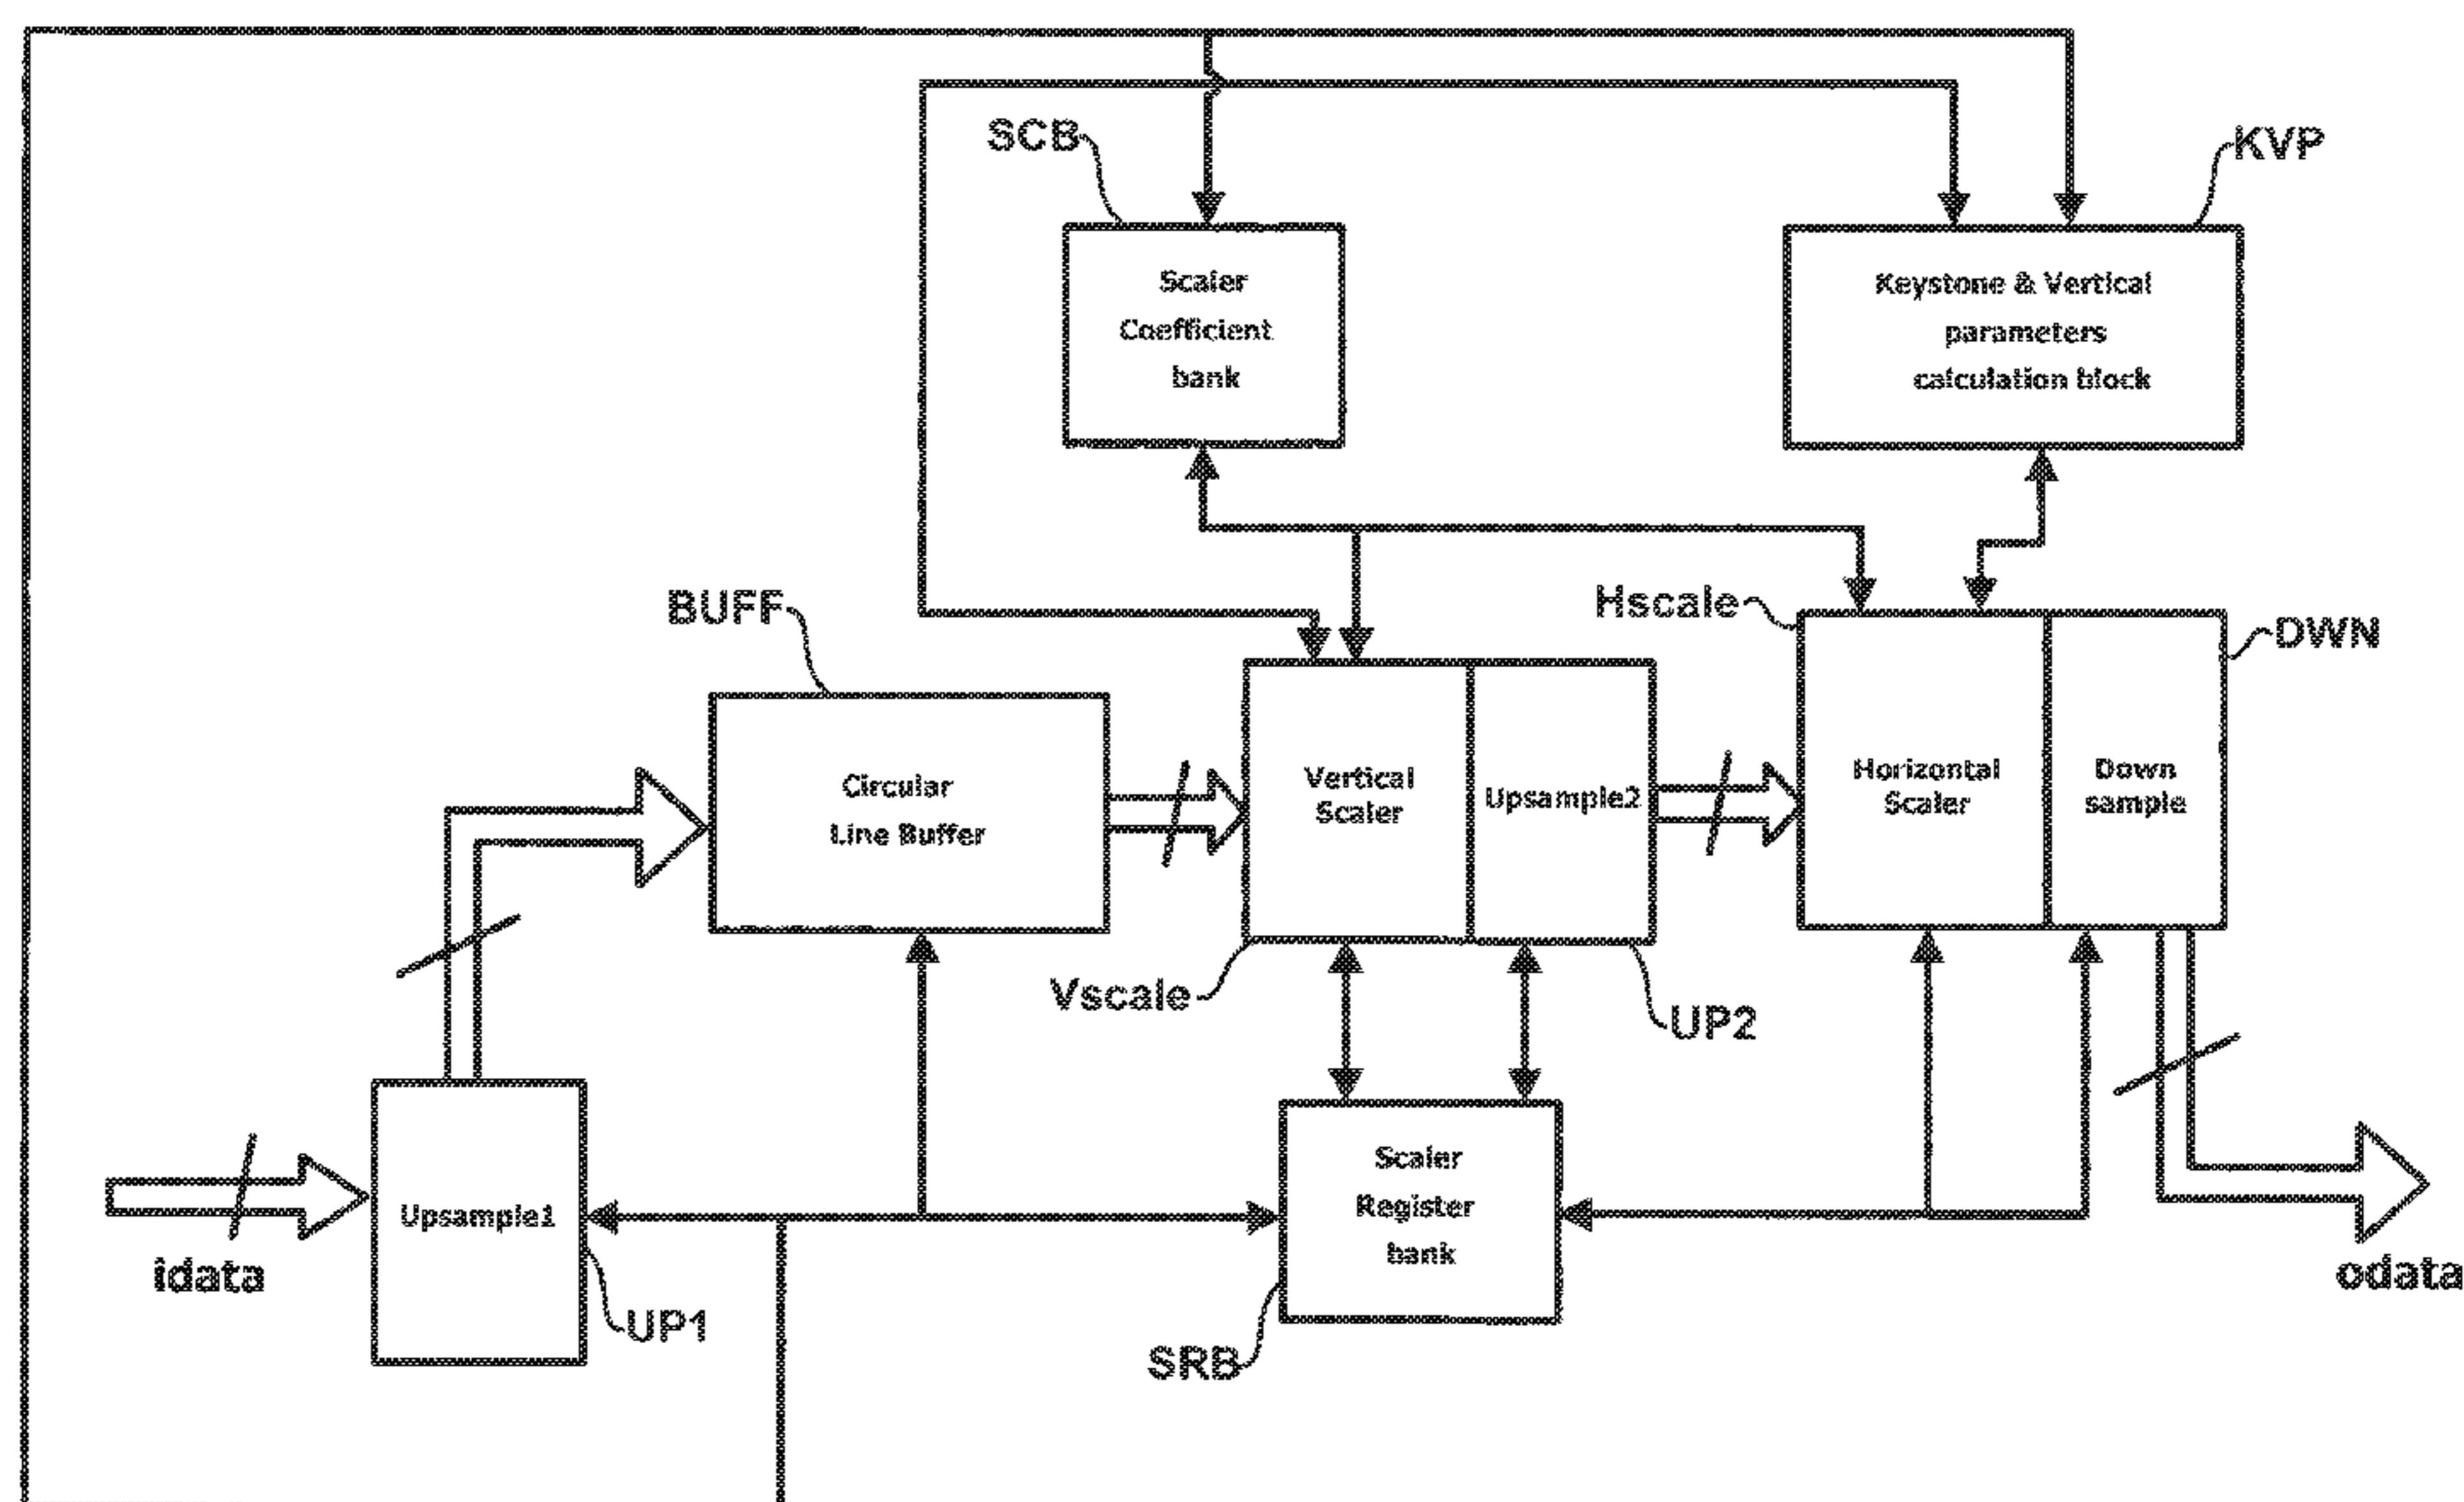 SCB
KVP
Scaler
Coefficient
bank
Keystone & Vertical
parameters
calculation block
BUFF
Hscale
DWN
Circular
Line Buffer
Vertical
Scaler
Upsample2
Horizontal
Scaler
Down
sample
Vscale
UP2
idata
Upsample1
UP1
Scaler
Register
bank
SRB
odata